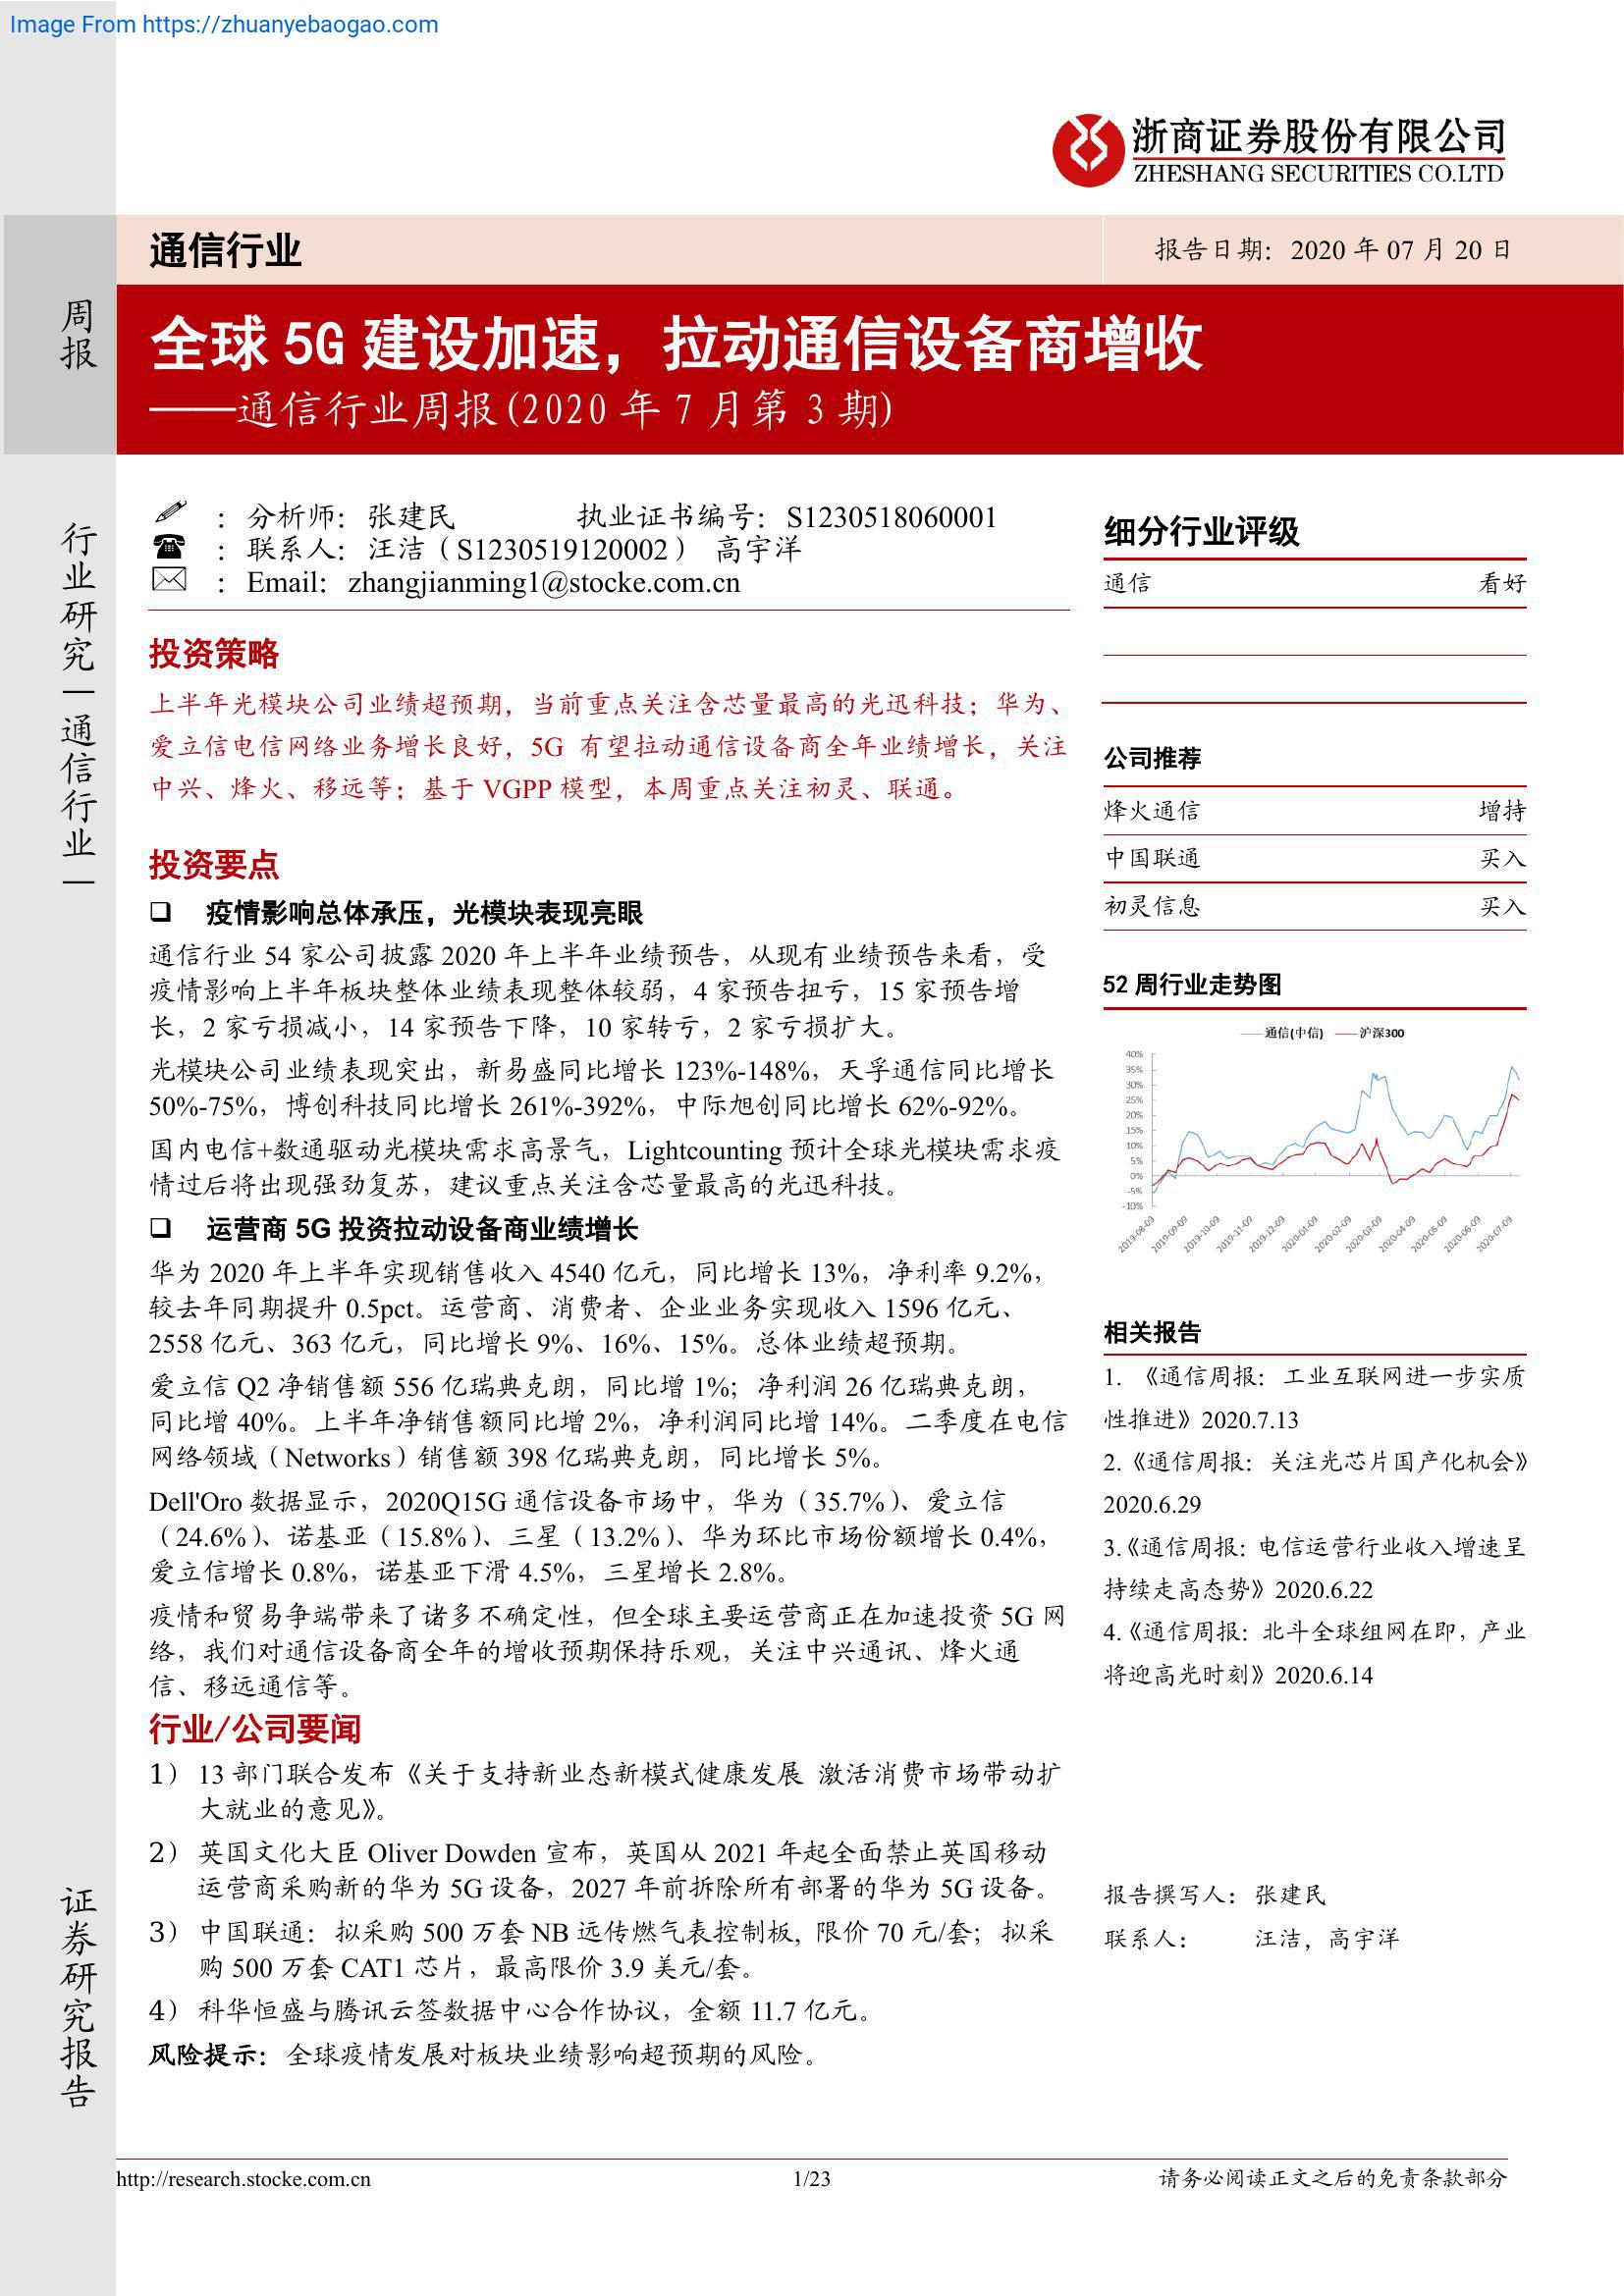 Image From https://zhuanyebaogao.com
浙商证券股份有限公司
ZHESHANG SECURITIES CO.LTD
通信行业
报告日期：2020 年 07 月 20 日
周报
全球 5G 建设加速，拉动通信设备商增收
——通信行业周报(2020 年 7 月第 3 期)
行业研究—通信行业—
证券研究报告
：分析师：张建民 执业证书编号：S1230518060001
：联系人：汪洁（S1230519120002） 高宇洋
：Email：zhangjianming1@stocke.com.cn
投资策略
上半年光模块公司业绩超预期，当前重点关注含芯量最高的光迅科技；华为、
爱立信电信网络业务增长良好，5G 有望拉动通信设备商全年业绩增长，关注
中兴、烽火、移远等；基于 VGPP 模型，本周重点关注初灵、联通。
投资要点
❑ 疫情影响总体承压，光模块表现亮眼
通信行业 54 家公司披露 2020 年上半年业绩预告，从现有业绩预告来看，受
疫情影响上半年板块整体业绩表现整体较弱，4 家预告扭亏，15 家预告增
长，2 家亏损减小，14 家预告下降，10 家转亏，2 家亏损扩大。
光模块公司业绩表现突出，新易盛同比增长 123%-148%，天孚通信同比增长
50%-75%，博创科技同比增长 261%-392%，中际旭创同比增长 62%-92%。
国内电信+数通驱动光模块需求高景气，Lightcounting 预计全球光模块需求疫
情过后将出现强劲复苏，建议重点关注含芯量最高的光迅科技。
❑ 运营商 5G 投资拉动设备商业绩增长
华为 2020 年上半年实现销售收入 4540 亿元，同比增长 13%，净利率 9.2%，
较去年同期提升 0.5pct。运营商、消费者、企业业务实现收入 1596 亿元、
2558 亿元、363 亿元，同比增长 9%、16%、15%。总体业绩超预期。
爱立信 Q2 净销售额 556 亿瑞典克朗，同比增 1%；净利润 26 亿瑞典克朗，
同比增 40%。上半年净销售额同比增 2%，净利润同比增 14%。二季度在电信
网络领域（Networks）销售额 398 亿瑞典克朗，同比增长 5%。
Dell'Oro 数据显示，2020Q15G 通信设备市场中，华为（35.7%）、爱立信
（24.6%）、诺基亚（15.8%）、三星（13.2%）、华为环比市场份额增长 0.4%，
爱立信增长 0.8%，诺基亚下滑 4.5%，三星增长 2.8%。
疫情和贸易争端带来了诸多不确定性，但全球主要运营商正在加速投资 5G 网
络，我们对通信设备商全年的增收预期保持乐观，关注中兴通讯、烽火通
信、移远通信等。
行业/公司要闻
1） 13 部门联合发布《关于支持新业态新模式健康发展 激活消费市场带动扩
大就业的意见》。
2） 英国文化大臣 Oliver Dowden 宣布，英国从 2021 年起全面禁止英国移动
运营商采购新的华为 5G 设备，2027 年前拆除所有部署的华为 5G 设备。
3） 中国联通：拟采购 500 万套 NB 远传燃气表控制板, 限价 70 元/套；拟采
购 500 万套 CAT1 芯片，最高限价 3.9 美元/套。
4） 科华恒盛与腾讯云签数据中心合作协议，金额 11.7 亿元。
风险提示：全球疫情发展对板块业绩影响超预期的风险。
细分行业评级
通信 看好
公司推荐
烽火通信 增持
中国联通 买入
初灵信息 买入
52 周行业走势图
通信(中信) 沪深300
40%
35%
30%
25%
20%
15%
10%
5%
0%
-5%
-10%
2019-08-09 2019-09-09 2019-10-09 2019-11-09 2019-12-09 2020-01-09 2020-02-09 2020-03-09 2020-04-09 2020-05-09 2020-06-09 2020-07-09
相关报告
1. 《通信周报：工业互联网进一步实质
性推进》2020.7.13
2.《通信周报：关注光芯片国产化机会》
2020.6.29
3.《通信周报：电信运营行业收入增速呈
持续走高态势》2020.6.22
4.《通信周报：北斗全球组网在即，产业
将迎高光时刻》2020.6.14
报告撰写人：张建民
联系人： 汪洁，高宇洋
http://research.stocke.com.cn
1/23
请务必阅读正文之后的免责条款部分